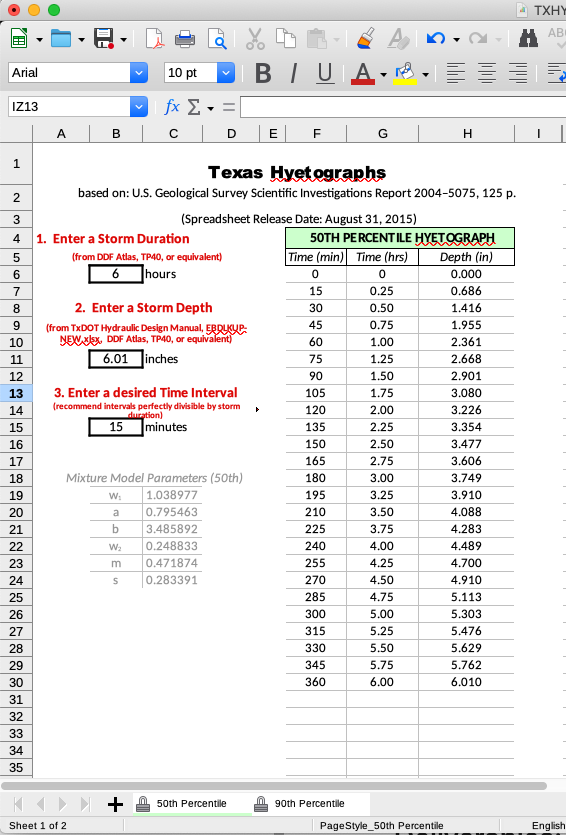 TXHY
Arial 10 pt B I U A
IZ13 fx Σ =
A B C D E F G H I
1 Texas Hyetographs
2 based on: U.S. Geological Survey Scientific Investigations Report 2004–5075, 125 p.
3 (Spreadsheet Release Date: August 31, 2015)
4 1. Enter a Storm Duration 50TH PERCENTILE HYETOGRAPH
5 (from DDF Atlas, TP40, or equivalent) Time (min) Time (hrs) Depth (in)
6 6 hours 0 0 0.000
7 15 0.25 0.686
8 2. Enter a Storm Depth 30 0.50 1.416
9 (from TxDOT Hydraulic Design Manual, EBDLKUP- 45 0.75 1.955
10 NEW.xlsx, DDF Atlas, TP40, or equivalent) 60 1.00 2.361
11 6.01 inches 75 1.25 2.668
12 90 1.50 2.901
13 3. Enter a desired Time Interval 105 1.75 3.080
14 (recommend intervals perfectly divisible by storm 120 2.00 3.226
duration)
15 15 minutes 135 2.25 3.354
16 150 2.50 3.477
17 165 2.75 3.606
18 Mixture Model Parameters (50th) 180 3.00 3.749
19 w₁ 1.038977 195 3.25 3.910
20 a 0.795463 210 3.50 4.088
21 b 3.485892 225 3.75 4.283
22 w₂ 0.248833 240 4.00 4.489
23 m 0.471874 255 4.25 4.700
24 s 0.283391 270 4.50 4.910
25 285 4.75 5.113
26 300 5.00 5.303
27 315 5.25 5.476
28 330 5.50 5.629
29 345 5.75 5.762
30 360 6.00 6.010
31
32
33
34
35
50th Percentile 90th Percentile
Sheet 1 of 2 PageStyle_50th Percentile English